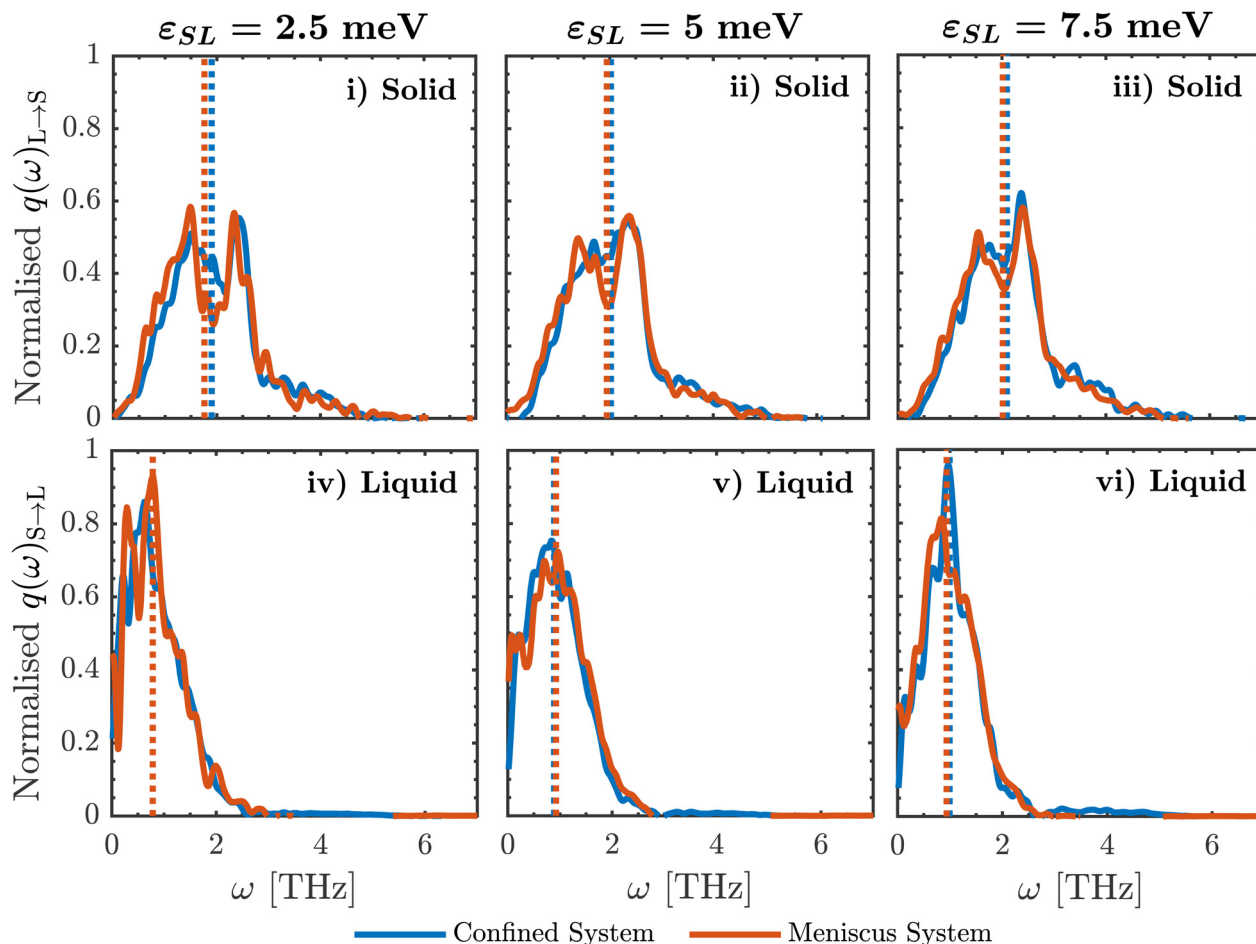 ε_SL = 2.5 meV ε_SL = 5 meV ε_SL = 7.5 meV
1
0.8
0.6
0.4
0.2
0
Normalised q(ω)_L→S
i) Solid
ii) Solid
iii) Solid
1
0.8
0.6
0.4
0.2
0
Normalised q(ω)_S→L
iv) Liquid
v) Liquid
vi) Liquid
0 2 4 6 0 2 4 6 0 2 4 6
ω [THz] ω [THz] ω [THz]
Confined System Meniscus System